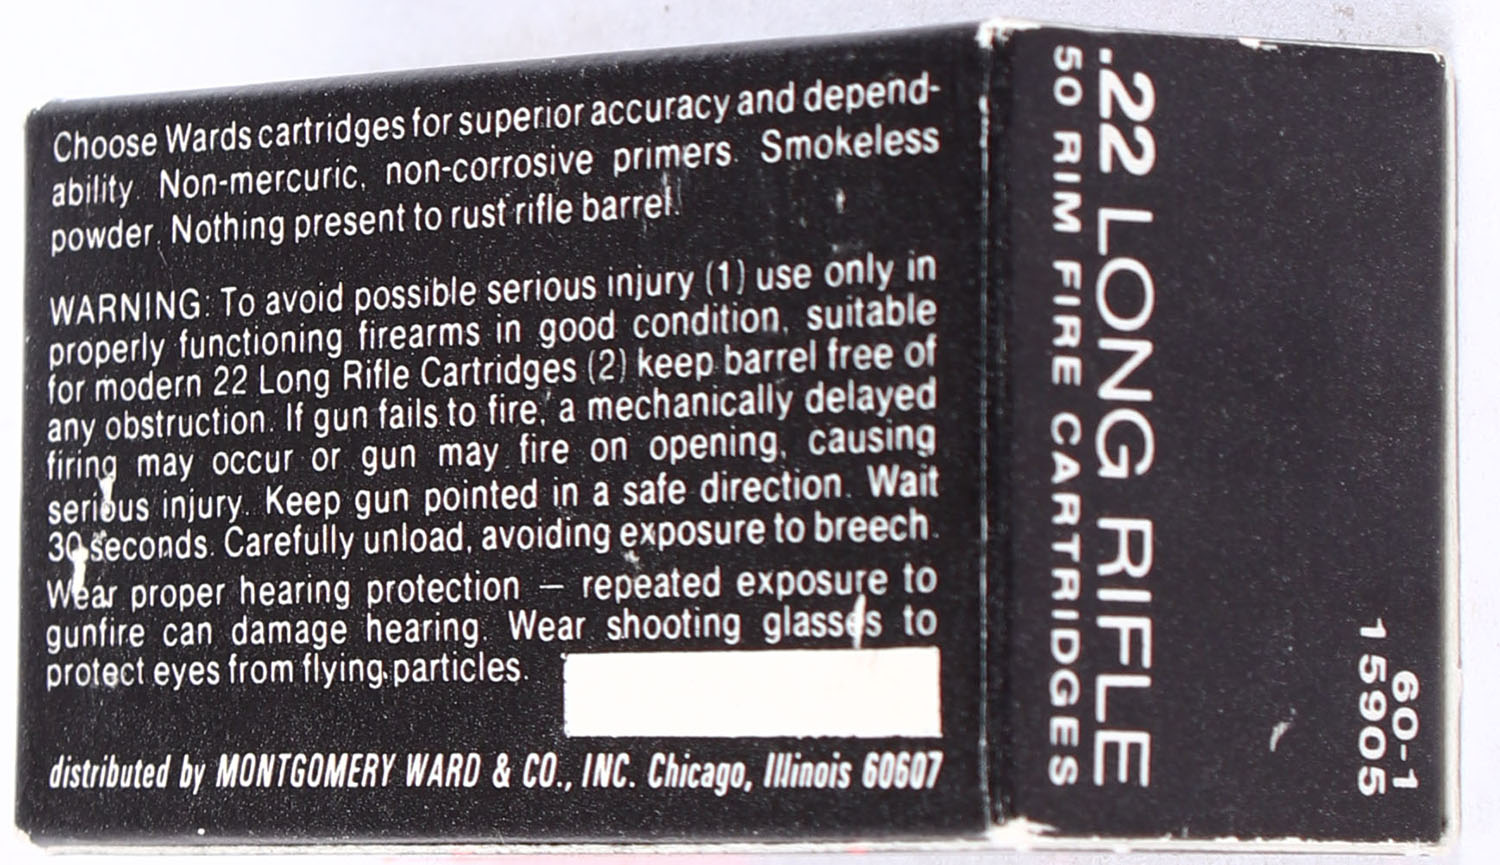 Choose Wards cartridges for superior accuracy and depend-
ability. Non-mercuric, non-corrosive primers. Smokeless
powder. Nothing present to rust rifle barrel.
WARNING: To avoid possible serious injury (1) use only in
properly functioning firearms in good condition, suitable
for modern 22 Long Rifle Cartridges (2) keep barrel free of
any obstruction. If gun fails to fire, a mechanically delayed
firing may occur or gun may fire on opening, causing
serious injury. Keep gun pointed in a safe direction. Wait
30 seconds. Carefully unload, avoiding exposure to breech.
Wear proper hearing protection — repeated exposure to
gunfire can damage hearing. Wear shooting glasses to
protect eyes from flying particles.
distributed by MONTGOMERY WARD & CO., INC. Chicago, Illinois 60607
.22 LONG RIFLE
50 RIM FIRE CARTRIDGES
60-1
15905